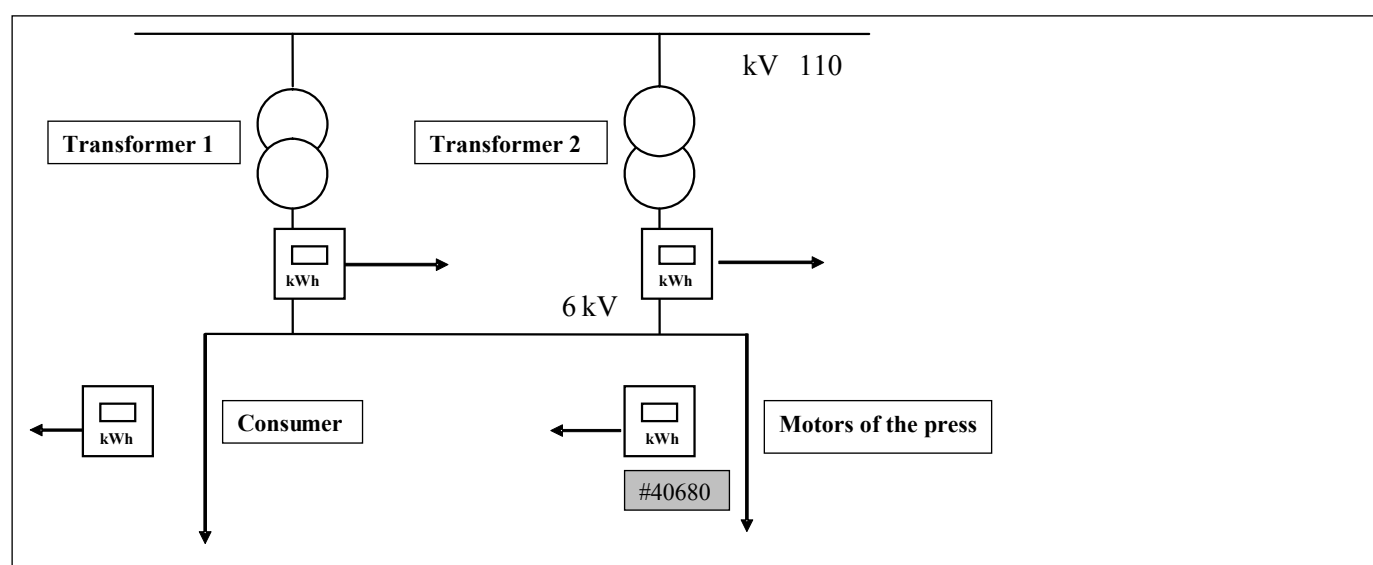 kV 110
Transformer 1
Transformer 2
kWh
kWh
6 kV
kWh
Consumer
kWh
Motors of the press
#40680